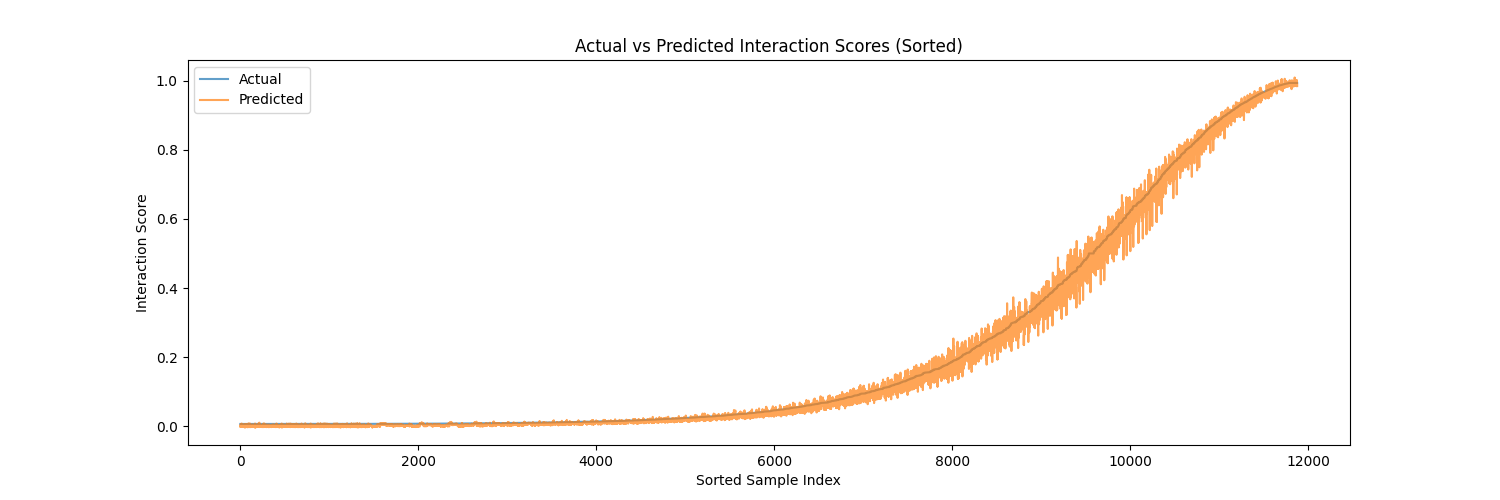 Actual vs Predicted Interaction Scores (Sorted)
Actual
Predicted
Interaction Score
1.0
0.8
0.6
0.4
0.2
0.0
0 2000 4000 6000 8000 10000 12000
Sorted Sample Index